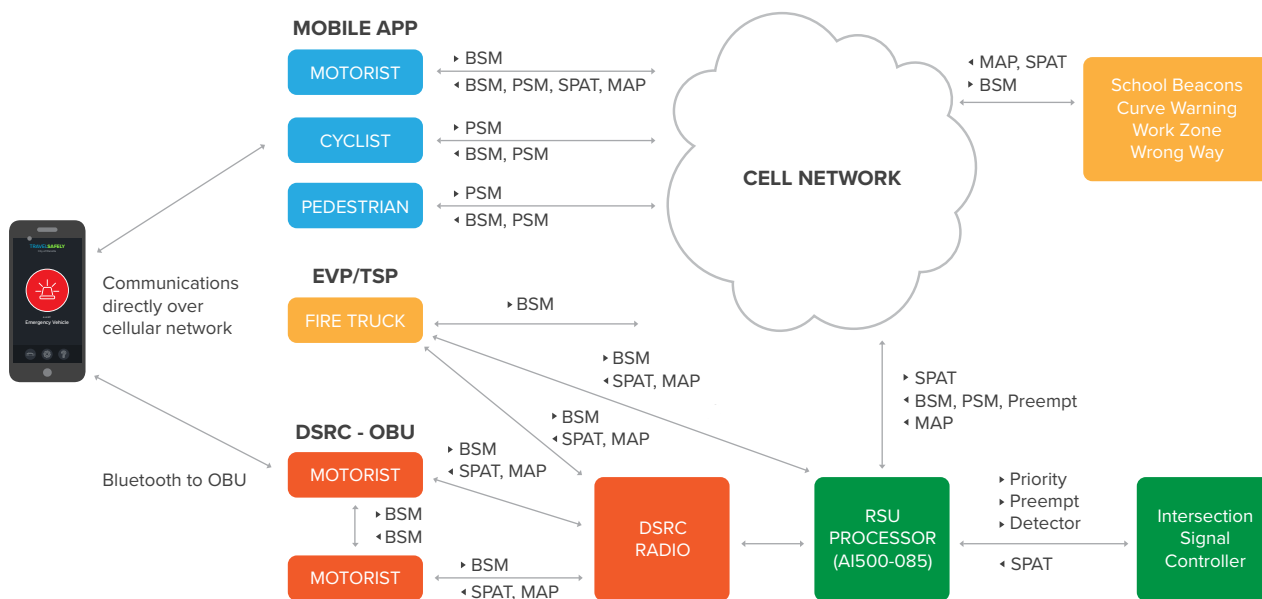 MOBILE APP
MOTORIST
▸ BSM
◂ BSM, PSM, SPAT, MAP
CYCLIST
▸ PSM
◂ BSM, PSM
PEDESTRIAN
▸ PSM
◂ BSM, PSM
CELL NETWORK
◂ MAP, SPAT
▸ BSM
School Beacons
Curve Warning
Work Zone
Wrong Way
TRAVELSAFELY
Emergency Vehicle
Communications
directly over
cellular network
EVP/TSP
FIRE TRUCK
▸ BSM
▸ BSM
◂ SPAT, MAP
▸ BSM
◂ SPAT, MAP
▸ SPAT
◂ BSM, PSM, Preempt
◂ MAP
Bluetooth to OBU
DSRC - OBU
MOTORIST
▸ BSM
◂ SPAT, MAP
▸ BSM
◂ BSM
MOTORIST
▸ BSM
◂ SPAT, MAP
DSRC
RADIO
RSU
PROCESSOR
(AI500-085)
▸ Priority
▸ Preempt
▸ Detector
◂ SPAT
Intersection
Signal
Controller